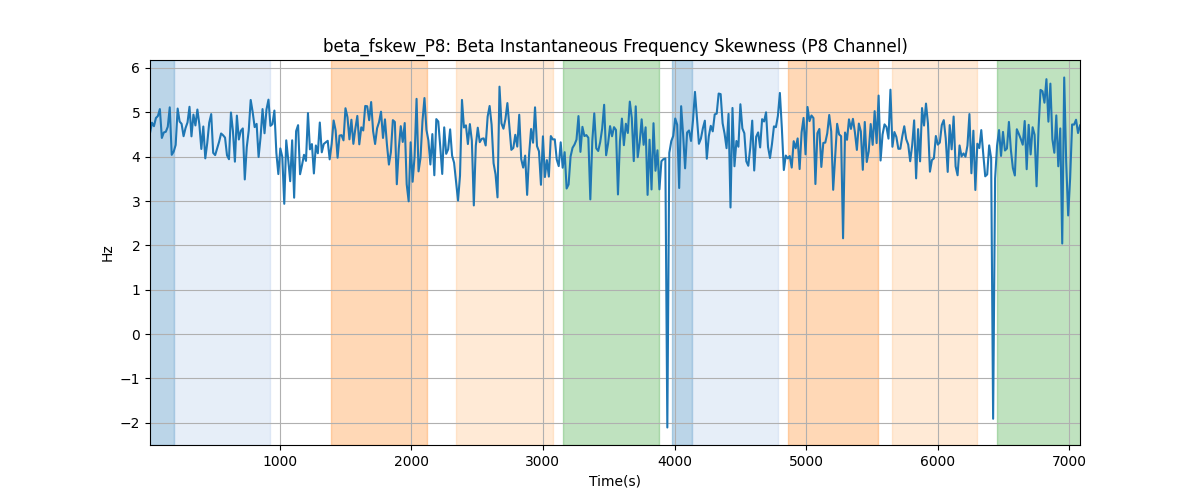 beta_fskew_P8: Beta Instantaneous Frequency Skewness (P8 Channel)
6
5
4
3
2
1
0
−1
−2
Hz
1000 2000 3000 4000 5000 6000 7000
Time(s)